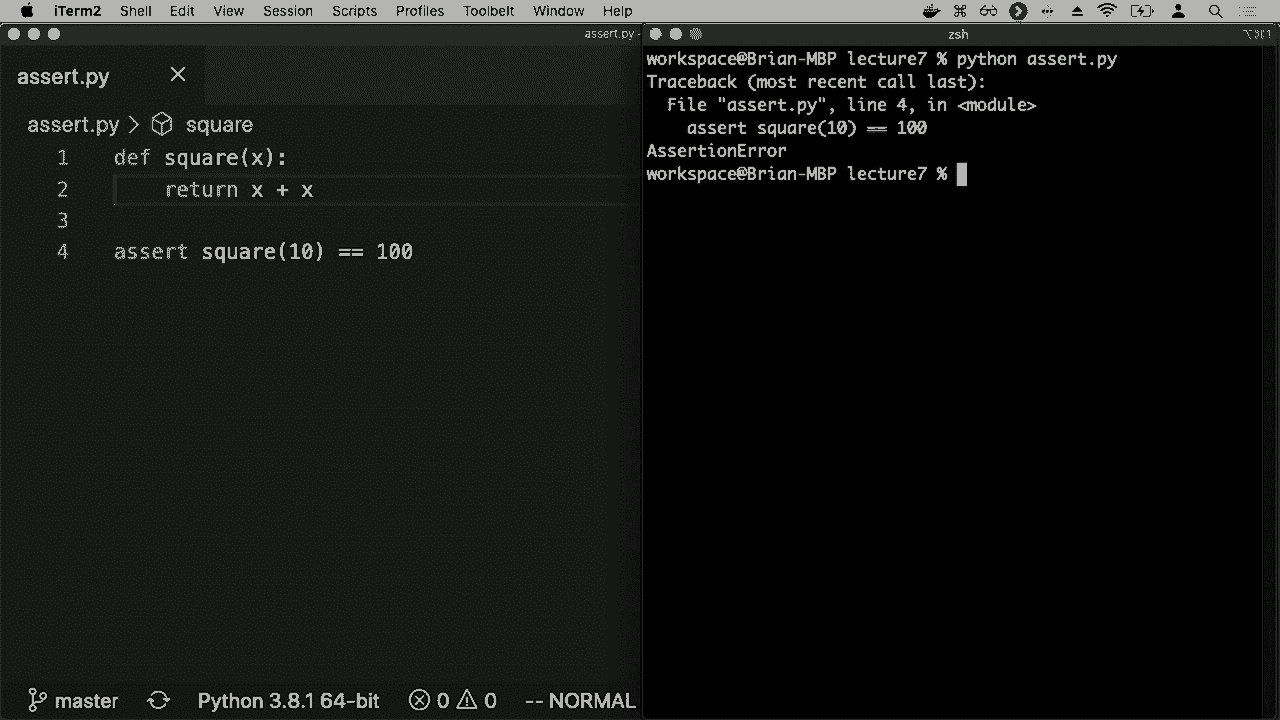 iTerm2 Shell Edit View Session Scripts Profiles Toolbelt Window Help
assert.py -
zsh
⌥⌘1
assert.py
assert.py > square
1 def square(x):
2     return x + x
3
4 assert square(10) == 100
workspace@Brian-MBP lecture7 % python assert.py
Traceback (most recent call last):
  File "assert.py", line 4, in <module>
    assert square(10) == 100
AssertionError
workspace@Brian-MBP lecture7 %
master Python 3.8.1 64-bit 0 0 -- NORMAL